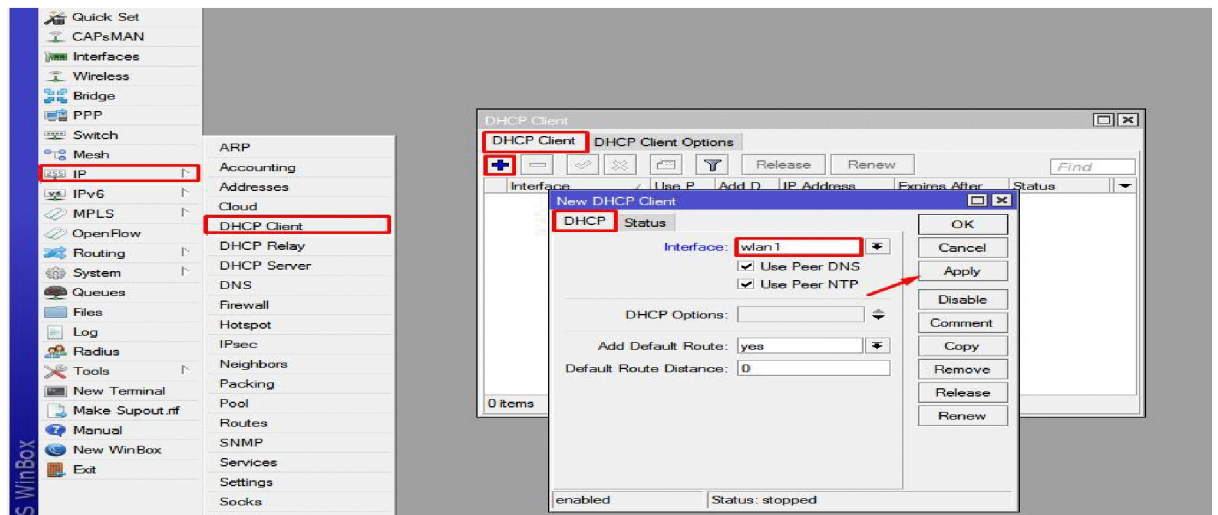 Quick Set
CAPsMAN
Interfaces
Wireless
Bridge
PPP
Switch
Mesh
IP
IPv6
MPLS
OpenFlow
Routing
System
Queues
Files
Log
Radius
Tools
New Terminal
Make Supout.rif
Manual
New WinBox
Exit
S WinBox
ARP
Accounting
Addresses
Cloud
DHCP Client
DHCP Relay
DHCP Server
DNS
Firewall
Hotspot
IPsec
Neighbors
Packing
Pool
Routes
SNMP
Services
Settings
Socks
DHCP Client
DHCP Client DHCP Client Options
Release Renew Find
Interface Use P... Add D... IP Address Expires After Status
0 items
New DHCP Client
DHCP Status
Interface: wlan1
Use Peer DNS
Use Peer NTP
DHCP Options:
Add Default Route: yes
Default Route Distance: 0
OK
Cancel
Apply
Disable
Comment
Copy
Remove
Release
Renew
enabled Status: stopped